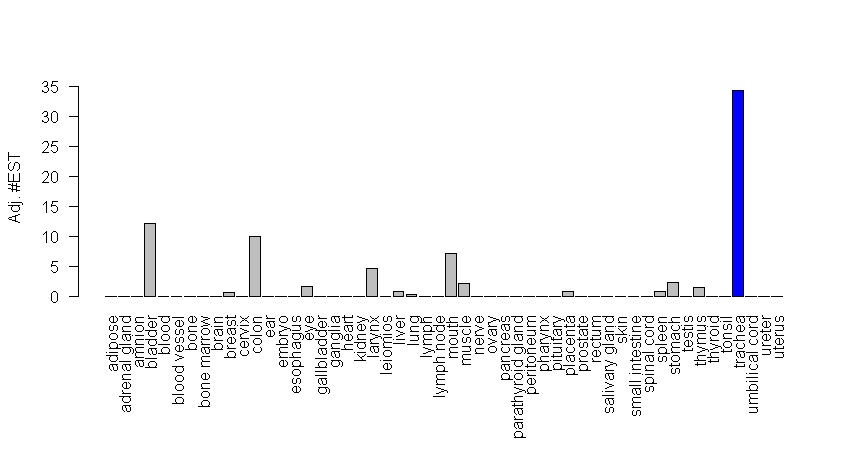 Adj. #EST
35
30
25
20
15
10
5
0
adipose
adrenal gland
amnion
bladder
blood
blood vessel
bone
bone marrow
brain
breast
cervix
colon
ear
embryo
esophagus
eye
gallbladder
ganglia
heart
kidney
larynx
leiomios
liver
lung
lymph
lymph node
mouth
muscle
nerve
ovary
pancreas
parathyroid gland
peritoneum
pharynx
pituitary
placenta
prostate
rectum
salivary gland
skin
small intestine
spinal cord
spleen
stomach
testis
thymus
thyroid
tonsil
trachea
umbilical cord
ureter
uterus